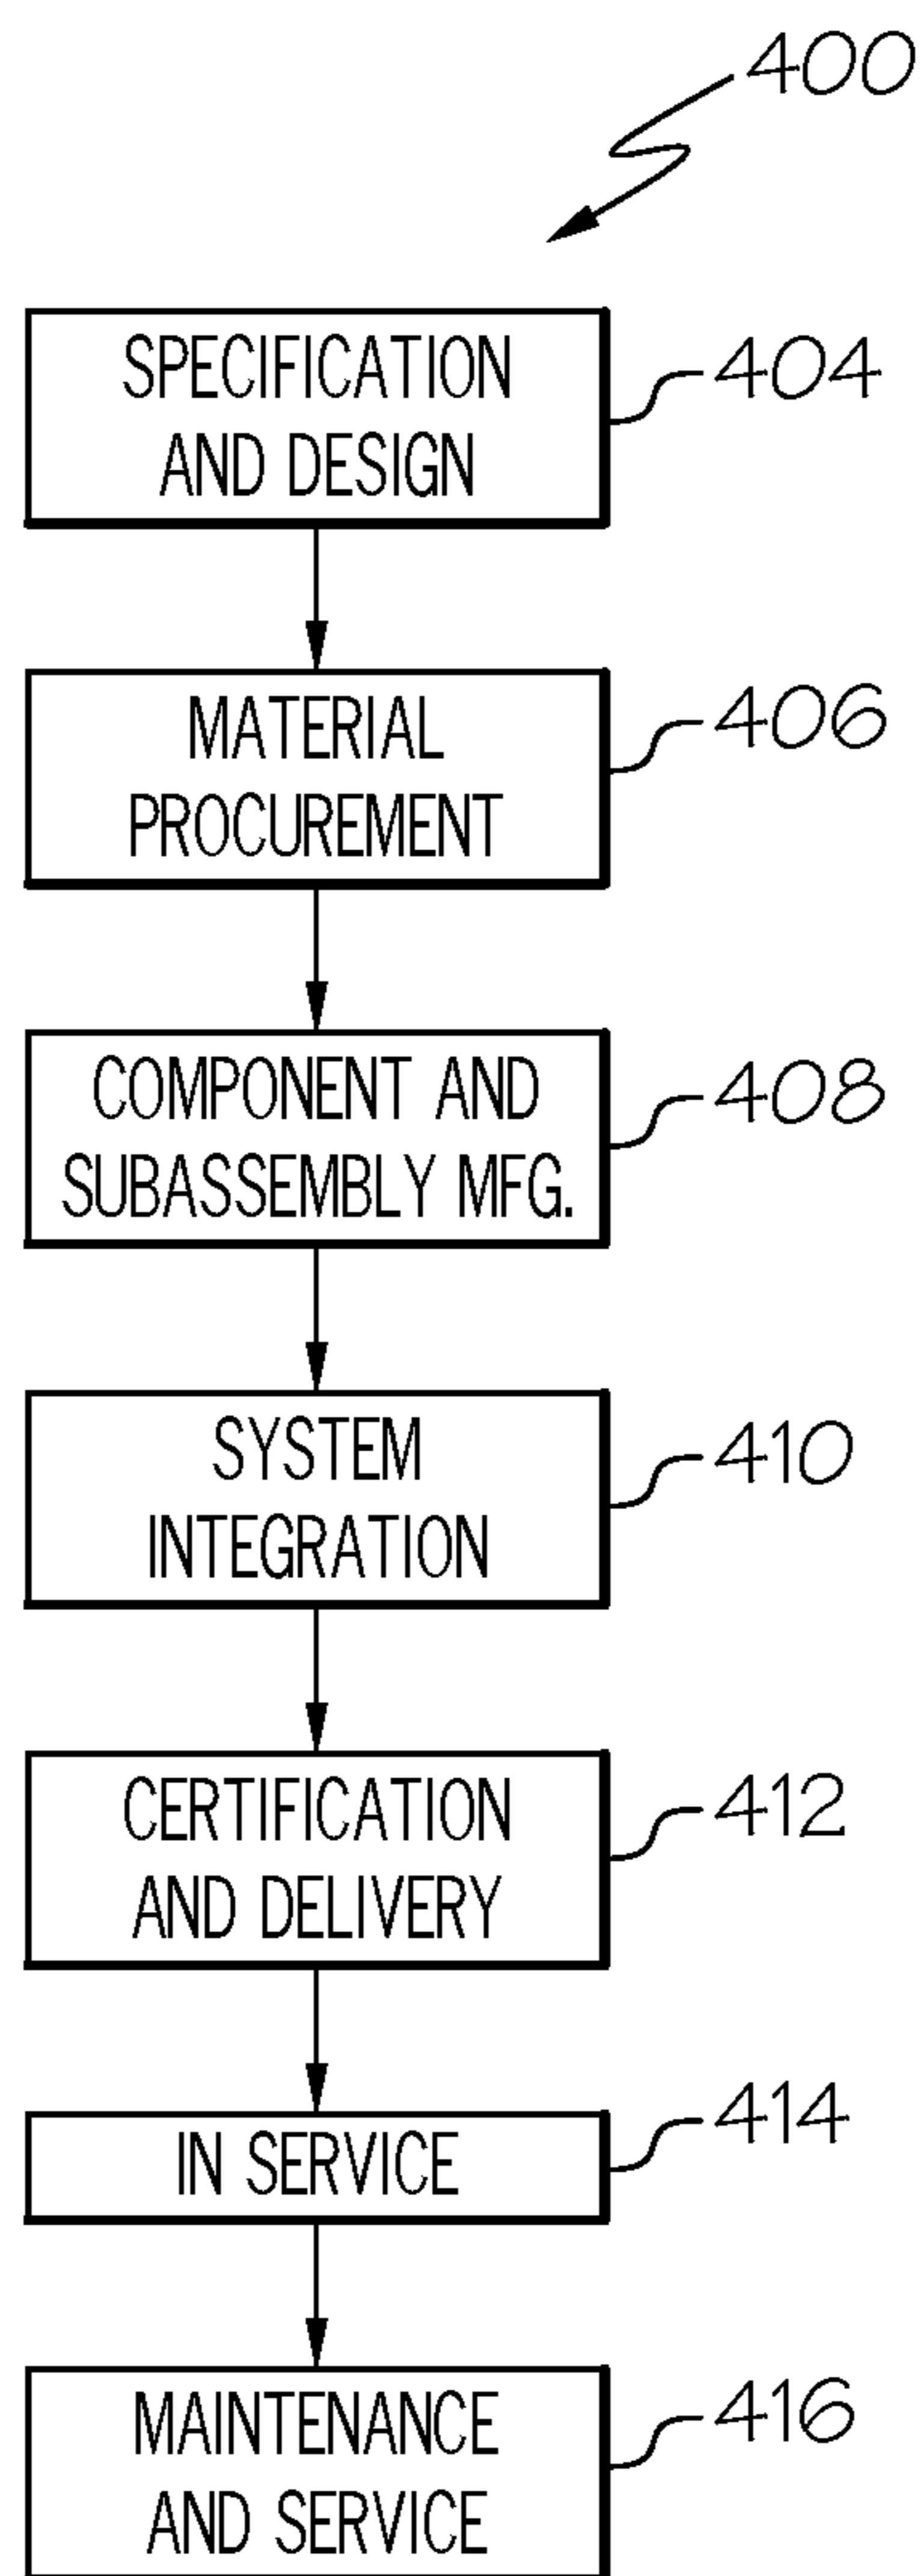 400
SPECIFICATION
AND DESIGN
404
MATERIAL
PROCUREMENT
406
COMPONENT AND
SUBASSEMBLY MFG.
408
SYSTEM
INTEGRATION
410
CERTIFICATION
AND DELIVERY
412
IN SERVICE
414
MAINTENANCE
AND SERVICE
416